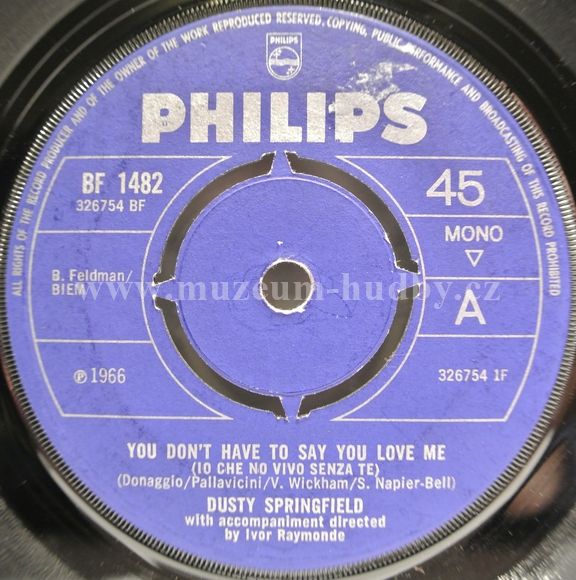 ALL RIGHTS OF THE RECORD PRODUCER AND OF THE OWNER OF THE WORK REPRODUCED RESERVED. COPYING, PUBLIC PERFORMANCE AND BROADCASTING OF THIS RECORD PROHIBITED
PHILIPS
PHILIPS
BF 1482
326754 BF
45
MONO
B. Feldman/
BIEM
A
www.muzeum-hudby.cz
℗ 1966
326754 1F
YOU DON'T HAVE TO SAY YOU LOVE ME
(IO CHE NO VIVO SENZA TE)
(Donaggio/Pallavicini/V. Wickham/S. Napier-Bell)
DUSTY SPRINGFIELD
with accompaniment directed
by Ivor Raymonde